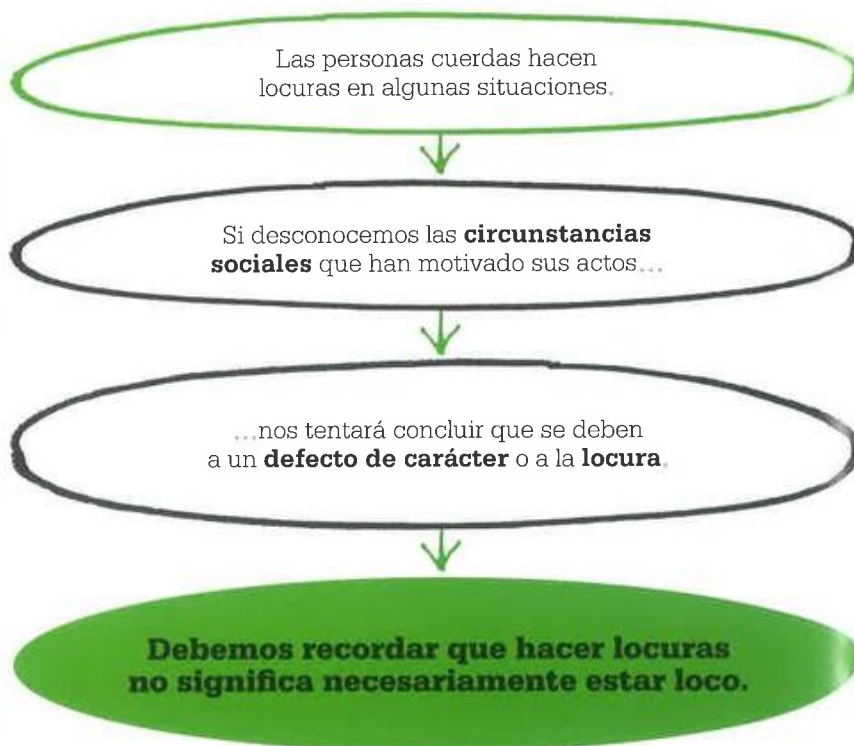 Las personas cuerdas hacen
locuras en algunas situaciones.
Si desconocemos las circunstancias
sociales que han motivado sus actos...
...nos tentará concluir que se deben
a un defecto de carácter o a la locura.
Debemos recordar que hacer locuras
no significa necesariamente estar loco.